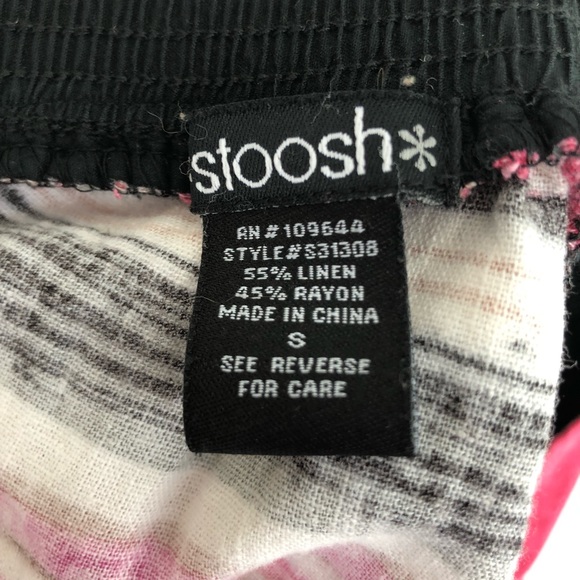 stoosh*
RN#109644
STYLE#S31308
55% LINEN
45% RAYON
MADE IN CHINA
S
SEE REVERSE
FOR CARE